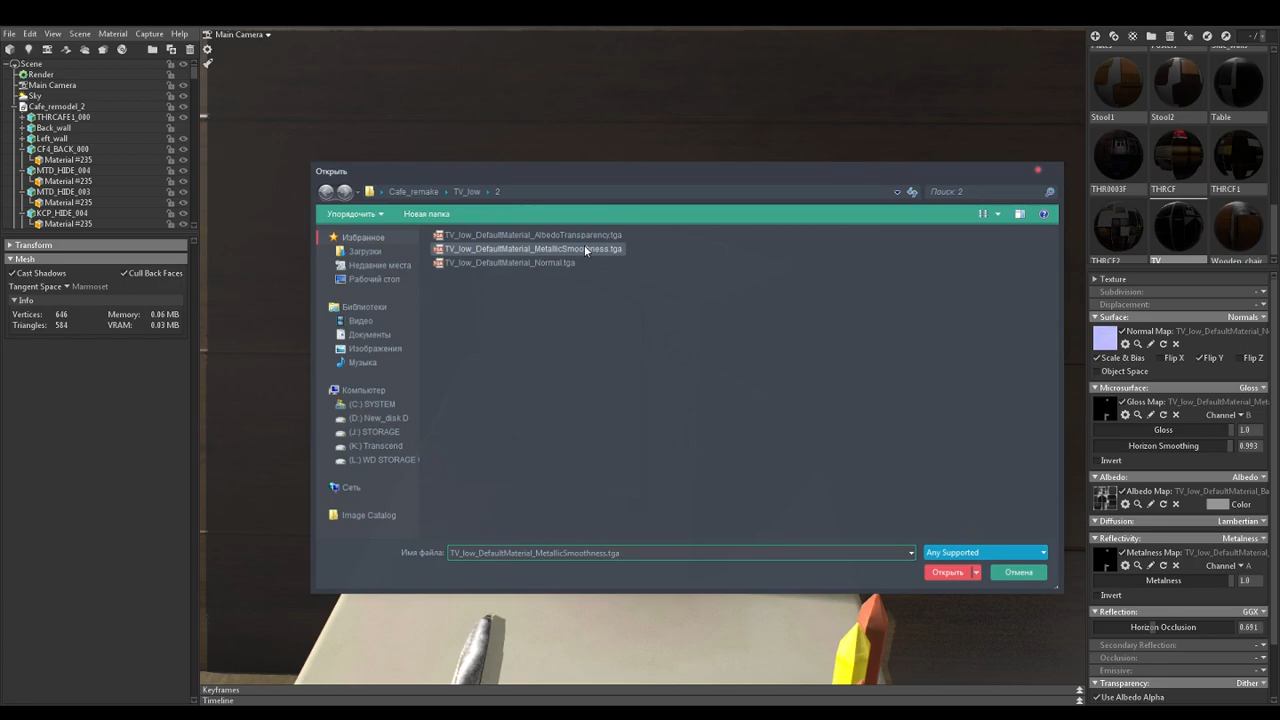 File Edit View Scene Material Capture Help
Main Camera
Scene
Render
Main Camera
Sky
Cafe_remodel_2
THRCAFE1_000
Back_wall
Left_wall
CF4_BACK_000
Material #235
MTD_HIDE_004
Material #235
MTD_HIDE_003
Material #235
KCP_HIDE_004
Material #235
Transform
Mesh
Cast Shadows Cull Back Faces
Tangent Space Marmoset
Info
Vertices: 646 Memory: 0.06 MB
Triangles: 584 VRAM: 0.03 MB
Открыть
Cafe_remake TV_low 2
Поиск: 2
Упорядочить Новая папка
Избранное
Загрузки
Недавние места
Рабочий стол
Библиотеки
Видео
Документы
Изображения
Музыка
Компьютер
(C:) SYSTEM
(D:) New_disk D
(J:) STORAGE
(K:) Transcend
(L:) WD STORAGE
Сеть
Image Catalog
TV_low_DefaultMaterial_AlbedoTransparency.tga
TV_low_DefaultMaterial_MetallicSmoothness.tga
TV_low_DefaultMaterial_Normal.tga
Имя файла: TV_low_DefaultMaterial_MetallicSmoothness.tga
Any Supported
Открыть Отмена
Keyframes
Timeline
Stool1 Stool2 Table
THR0003F THRCF THRCF1
THRCF2 TV Wooden_chair
Texture
Subdivision:
Displacement:
Surface: Normals
Normal Map: TV_low_DefaultMaterial_N
Scale & Bias Flip X Flip Y Flip Z
Object Space
Microsurface: Gloss
Gloss Map: TV_low_DefaultMaterial_Met
Channel B
Gloss 1.0
Horizon Smoothing 0.993
Invert
Albedo: Albedo
Albedo Map: TV_low_DefaultMaterial_Ba
Color
Diffusion: Lambertian
Reflectivity: Metalness
Metalness Map: TV_low_DefaultMaterial_
Channel A
Metalness 1.0
Invert
Reflection: GGX
Horizon Occlusion 0.691
Secondary Reflection:
Occlusion:
Emissive:
Transparency: Dither
Use Albedo Alpha